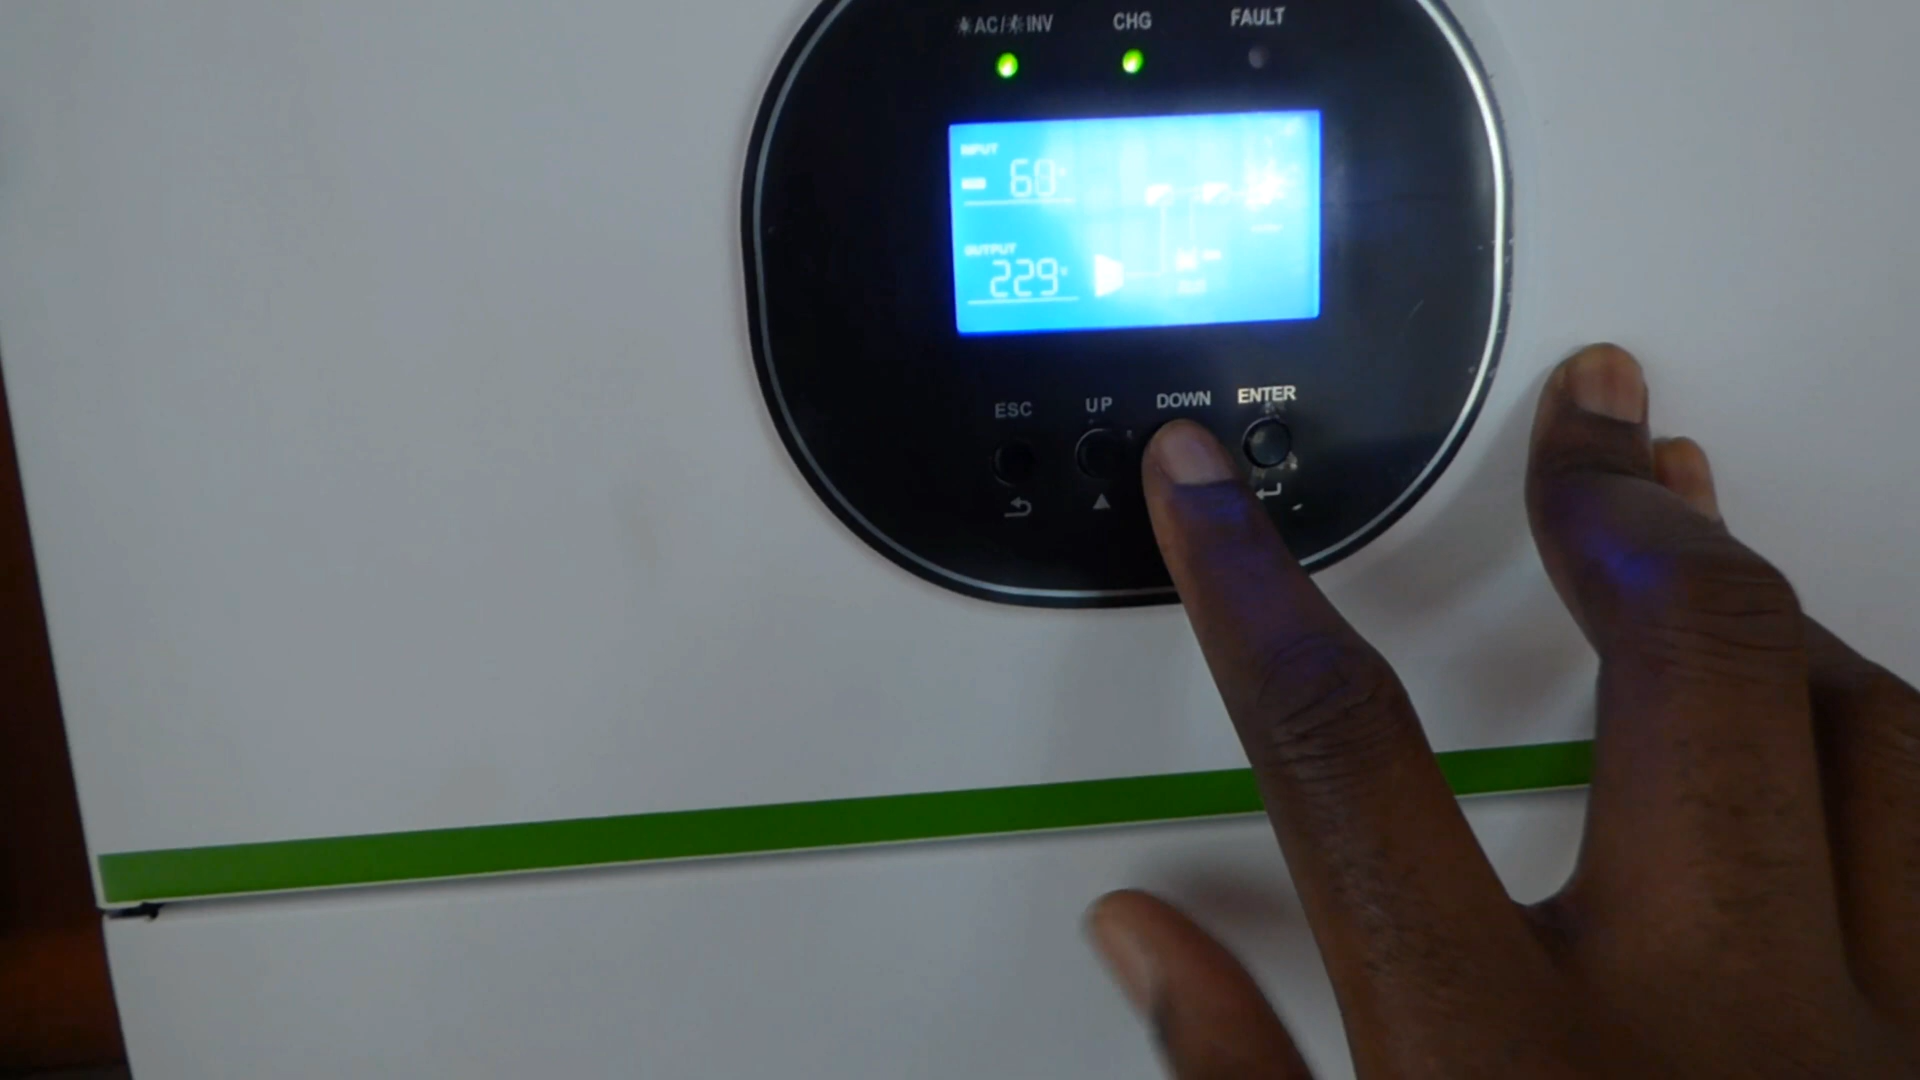 AC/ INV CHG FAULT
INPUT
60
OUTPUT
229
ESC UP DOWN ENTER